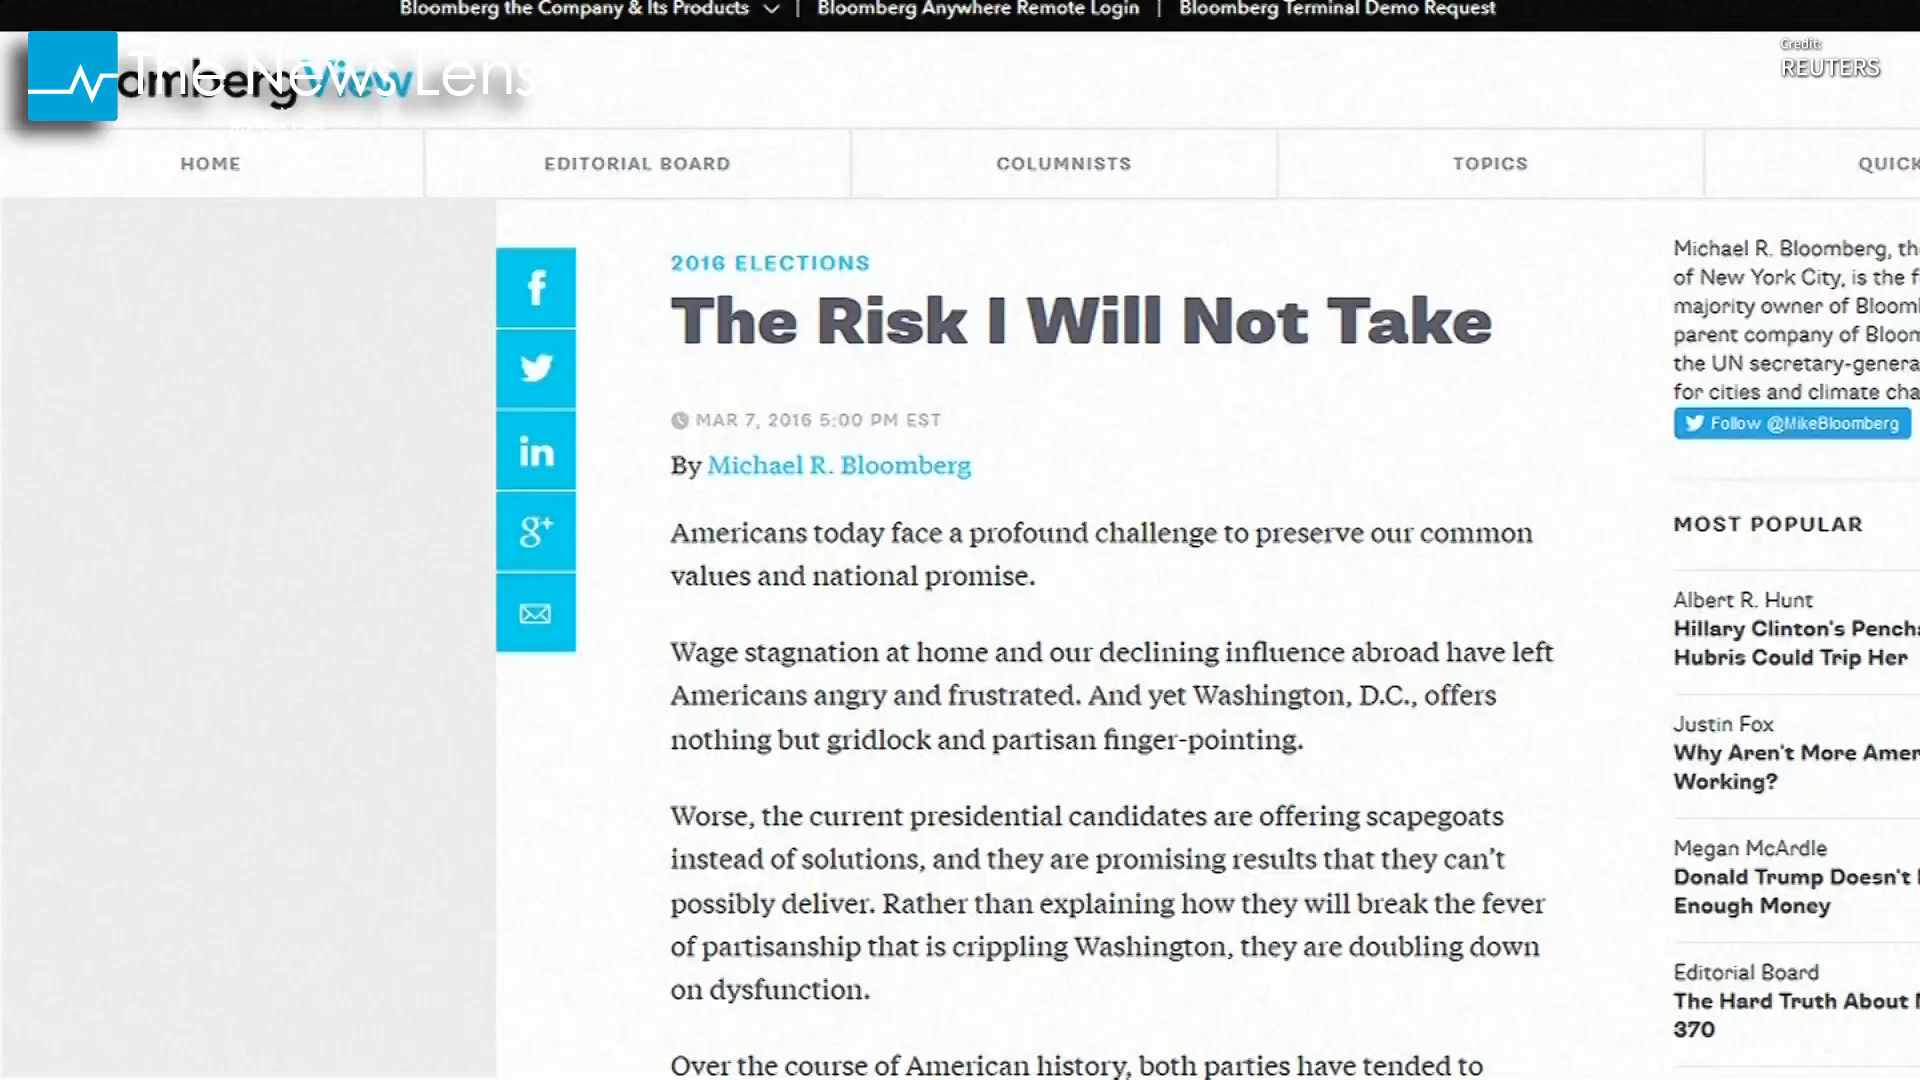 Bloomberg the Company & Its Products | Bloomberg Anywhere Remote Login | Bloomberg Terminal Demo Request
The News Lens
omberg View
Credit:
REUTERS
HOME
EDITORIAL BOARD
COLUMNISTS
TOPICS
QUICK
2016 ELECTIONS
The Risk I Will Not Take
MAR 7, 2016 5:00 PM EST
By Michael R. Bloomberg
Americans today face a profound challenge to preserve our common
values and national promise.
Wage stagnation at home and our declining influence abroad have left
Americans angry and frustrated. And yet Washington, D.C., offers
nothing but gridlock and partisan finger-pointing.
Worse, the current presidential candidates are offering scapegoats
instead of solutions, and they are promising results that they can't
possibly deliver. Rather than explaining how they will break the fever
of partisanship that is crippling Washington, they are doubling down
on dysfunction.
Over the course of American history, both parties have tended to
f
in
g+
Michael R. Bloomberg, th
of New York City, is the f
majority owner of Bloom
parent company of Bloom
the UN secretary-genera
for cities and climate cha
Follow @MikeBloomberg
MOST POPULAR
Albert R. Hunt
Hillary Clinton's Pench
Hubris Could Trip Her
Justin Fox
Why Aren't More Amer
Working?
Megan McArdle
Donald Trump Doesn't
Enough Money
Editorial Board
The Hard Truth About
370